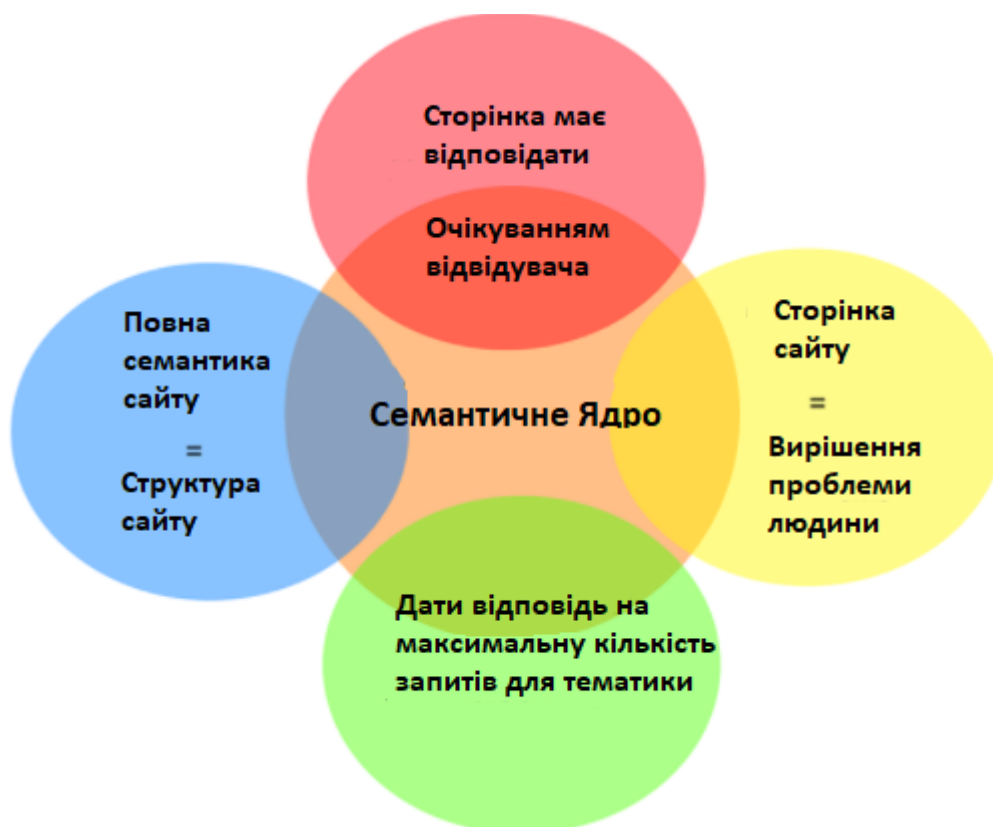 Сторінка має
відповідати
Очікуванням
відвідувача
Повна
семантика
сайту
=
Структура
сайту
Семантичне Ядро
Сторінка
сайту
=
Вирішення
проблеми
людини
Дати відповідь на
максимальну кількість
запитів для тематики